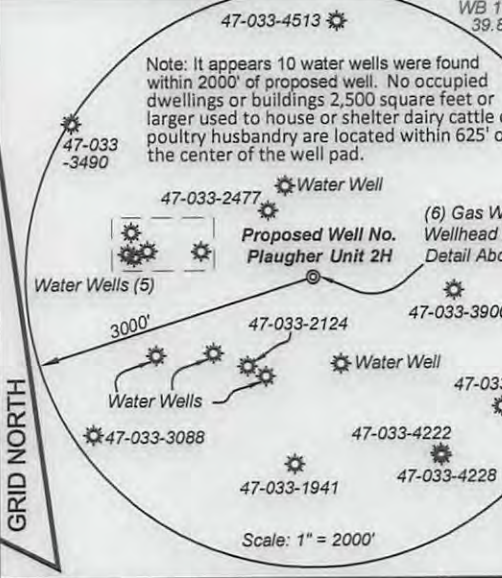 WB 1
39.8
47-033-4513
Note: It appears 10 water wells were found
within 2000' of proposed well. No occupied
dwellings or buildings 2,500 square feet or
larger used to house or shelter dairy cattle
poultry husbandry are located within 625'
the center of the well pad.
47-033
-3490
Water Well
47-033-2477
(6) Gas W
Proposed Well No.
Wellhead
Plaugher Unit 2H
Detail Abo
Water Wells (5)
47-033-3900
3000'
47-033-2124
Water Well
Water Wells
47-03
47-033-3088
47-033-4222
47-033-4228
47-033-1941
GRID NORTH
Scale: 1" = 2000'